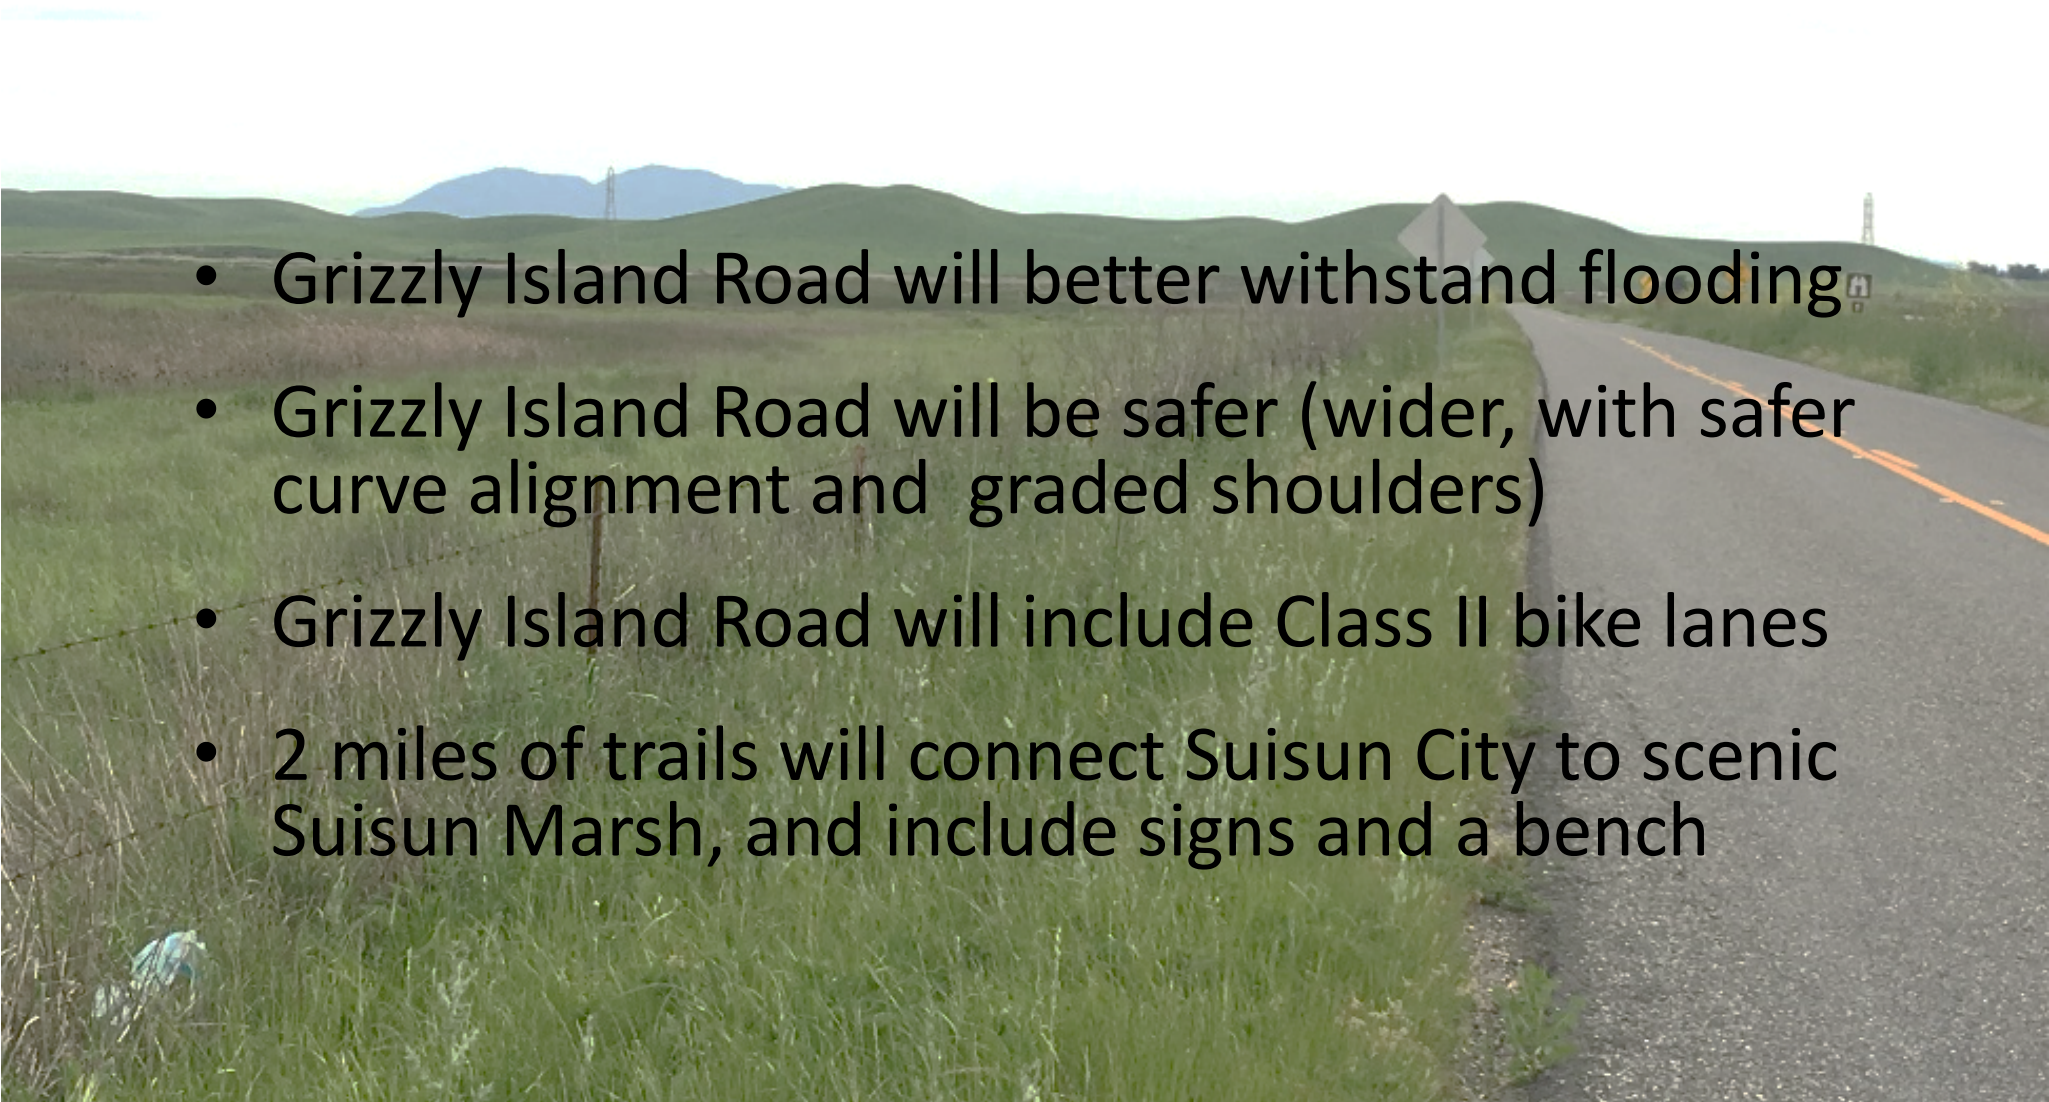 • Grizzly Island Road will better withstand flooding
• Grizzly Island Road will be safer (wider, with safer
curve alignment and  graded shoulders)
• Grizzly Island Road will include Class II bike lanes
• 2 miles of trails will connect Suisun City to scenic
Suisun Marsh, and include signs and a bench